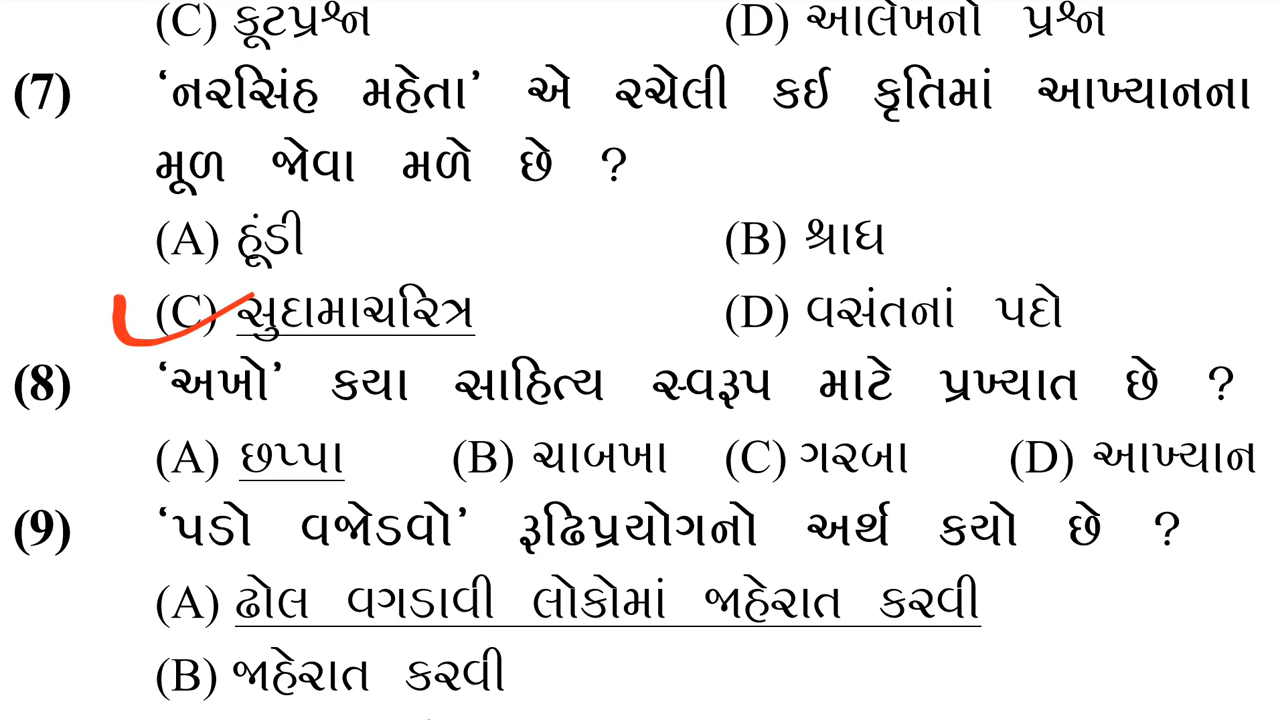 (C) કૂટપ્રશ્ન (D) આલેખનો પ્રશ્ન
(7) ‘નરસિંહ મહેતા’ એ રચેલી કઈ કૃતિમાં આખ્યાનના
મૂળ જોવા મળે છે ?
(A) હૂંડી (B) શ્રાધ
(C) સુદામાચરિત્ર (D) વસંતનાં પદો
(8) ‘અખો’ કયા સાહિત્ય સ્વરૂપ માટે પ્રખ્યાત છે ?
(A) છપ્પા (B) ચાબખા (C) ગરબા (D) આખ્યાન
(9) ‘પડો વજોડવો’ રૂઢિપ્રયોગનો અર્થ કયો છે ?
(A) ઢોલ વગડાવી લોકોમાં જાહેરાત કરવી
(B) જાહેરાત કરવી